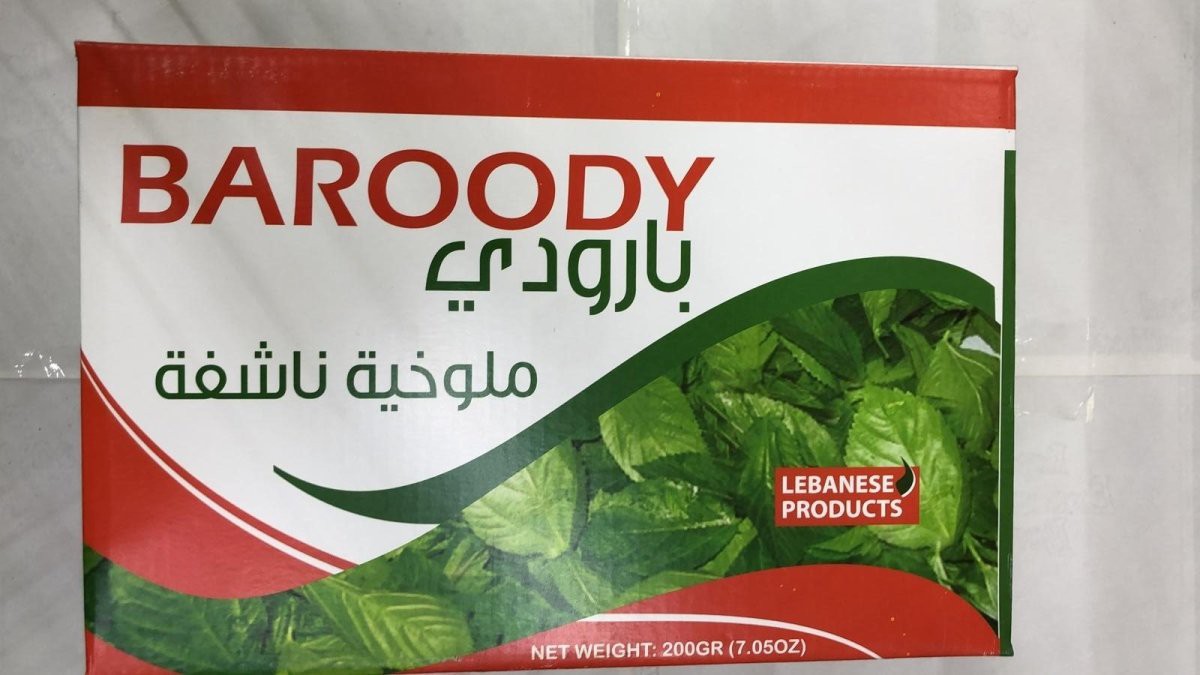 BAROODY
بارودي
ملوخية ناشفة
LEBANESE
PRODUCTS
NET WEIGHT: 200GR (7.05OZ)